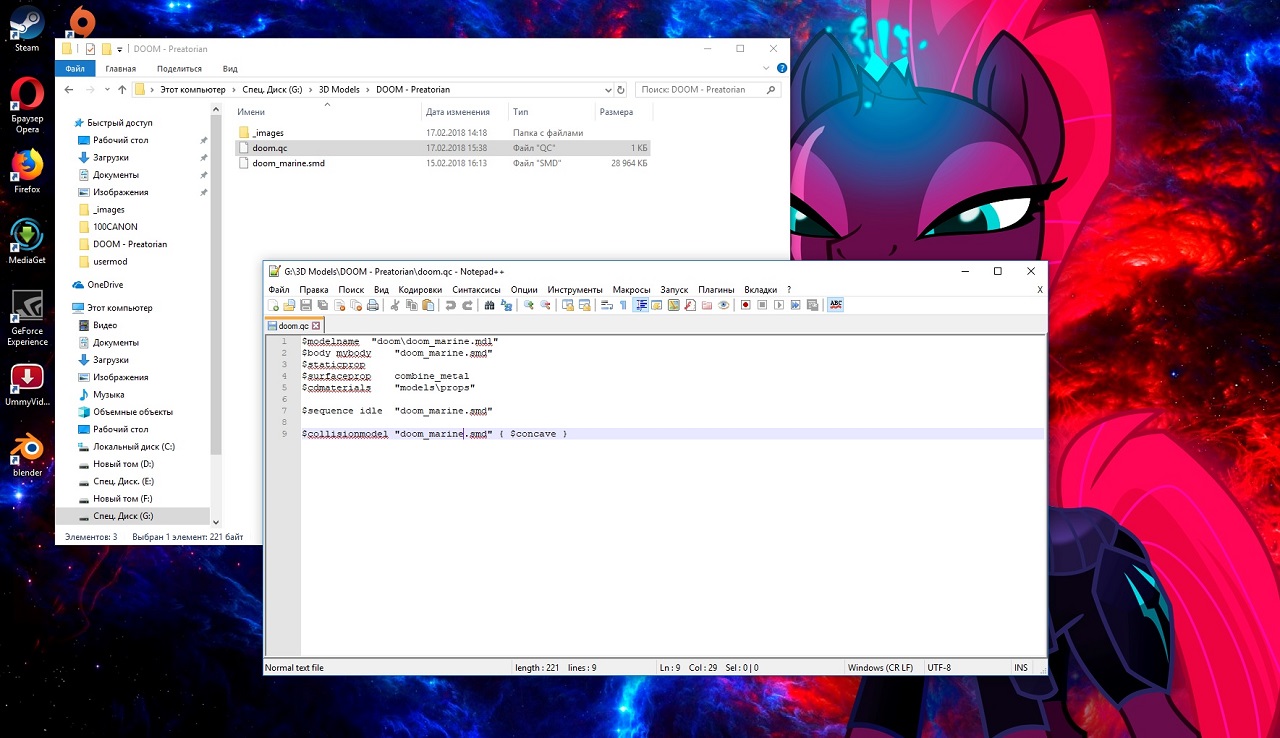 Steam
Браузер
Opera
Firefox
MediaGet
GeForce
Experience
UmmyVid...
blender
DOOM - Preatorian
Файл Главная Поделиться Вид
Этот компьютер > Спец. Диск (G:) > 3D Models > DOOM - Preatorian
Поиск: DOOM - Preatorian
Быстрый доступ
Рабочий стол
Загрузки
Документы
Изображения
_images
100CANON
DOOM - Preatorian
usermod
OneDrive
Этот компьютер
Видео
Документы
Загрузки
Изображения
Музыка
Объемные объекты
Рабочий стол
Локальный диск (C:)
Новый том (D:)
Спец. Диск. (E:)
Новый том (F:)
Спец. Диск (G:)
Имени Дата изменения Тип Размера
_images 17.02.2018 14:18 Папка с файлами
doom.qc 17.02.2018 15:38 Файл "QC" 1 КБ
doom_marine.smd 15.02.2018 16:13 Файл "SMD" 28 964 КБ
Элементов: 3 Выбран 1 элемент: 221 байт
G:\3D Models\DOOM - Preatorian\doom.qc - Notepad++
Файл Правка Поиск Вид Кодировки Синтаксисы Опции Инструменты Макросы Запуск Плагины Вкладки ? X
ABC
doom.qc
1 $modelname "doom\doom_marine.mdl"
2 $body mybody "doom_marine.smd"
3 $staticprop
4 $surfaceprop combine_metal
5 $cdmaterials "models\props"
6
7 $sequence idle "doom_marine.smd"
8
9 $collisionmodel "doom_marine.smd" { $concave }
Normal text file length : 221 lines : 9 Ln : 9 Col : 29 Sel : 0 | 0 Windows (CR LF) UTF-8 INS